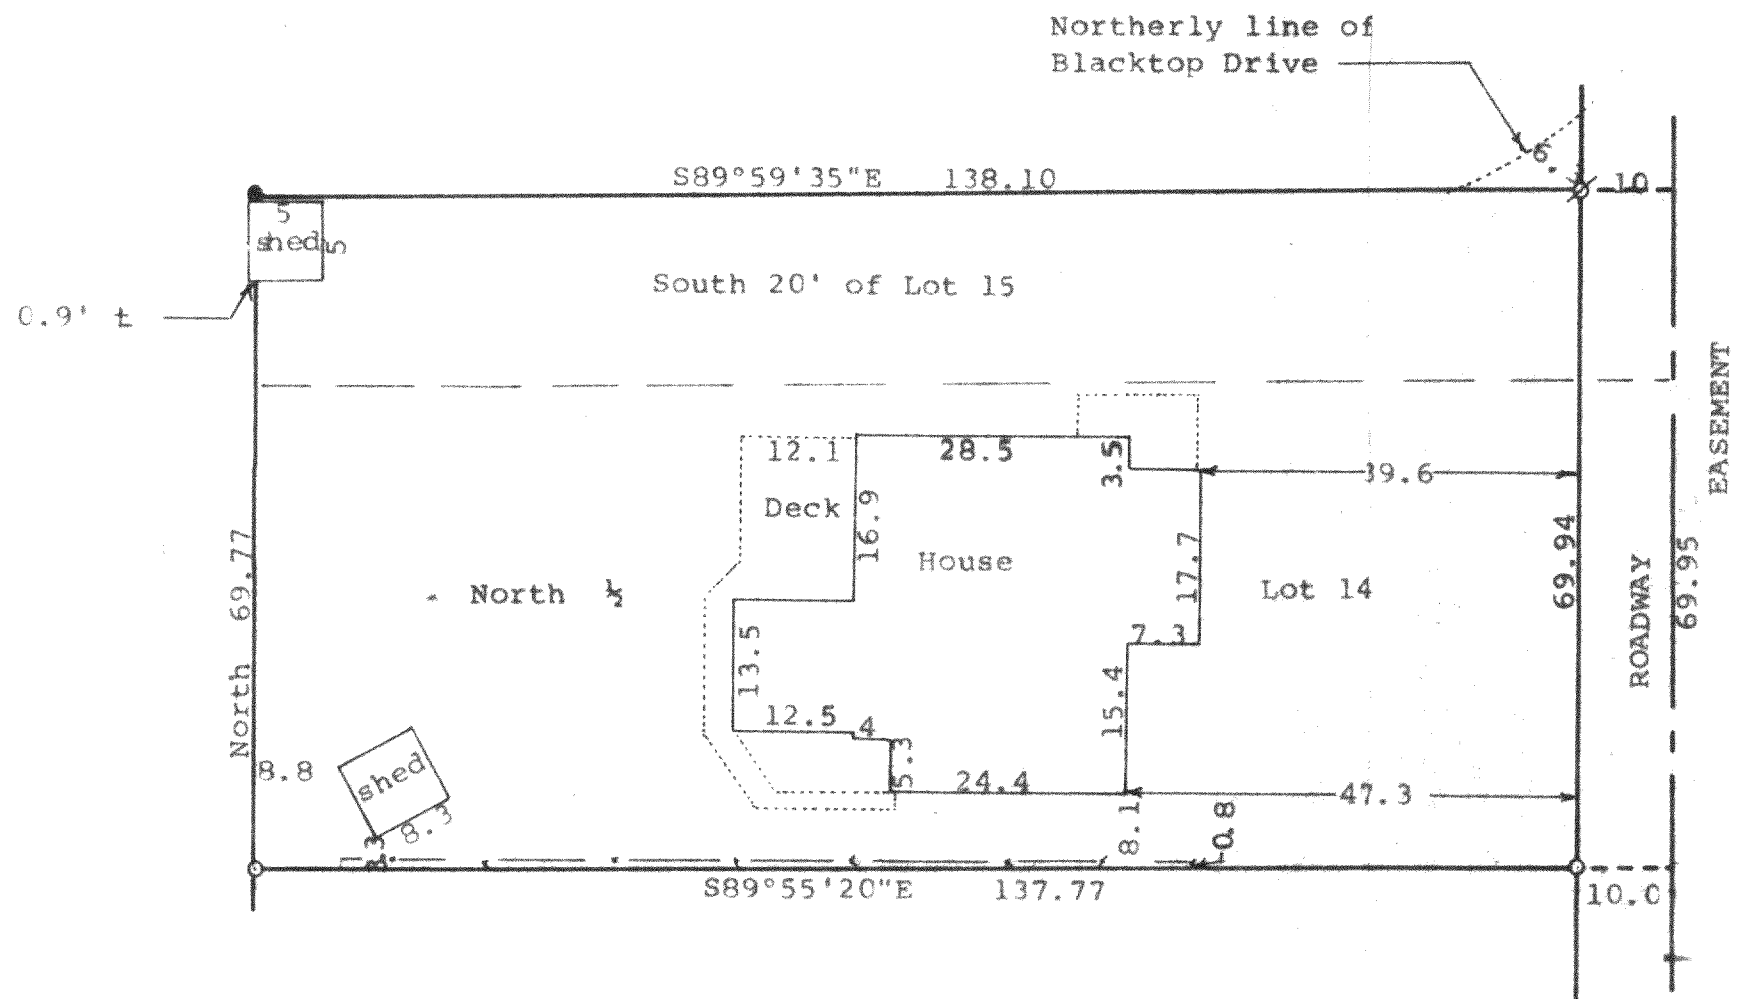 Northerly line of
Blacktop Drive
6.
S89°59'35"E 138.10
10
5
shed
5
South 20' of Lot 15
0.9' t
EASEMENT
12.1
28.5
3.5
39.6
Deck
16.9
House
17.7
69.94
69.95
North ½
Lot 14
North 69.77
ROADWAY
7.3
13.5
15.4
12.5
4
5.3
8.8
shed
8.3
24.4
47.3
8.1
0.8
S89°55'20"E 137.77
10.0